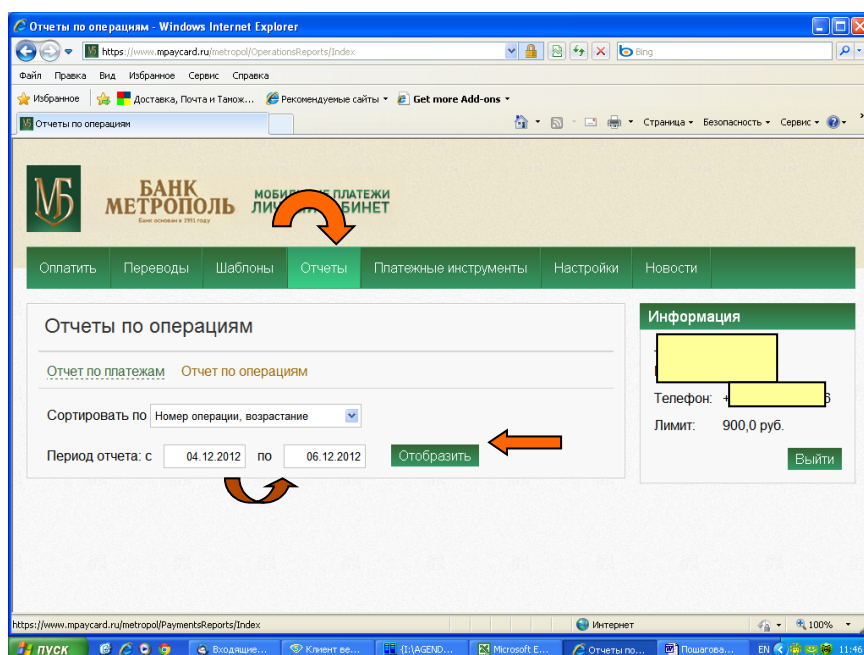 Отчеты по операциям - Windows Internet Explorer
https://www.mpaycard.ru/metropol/OperationsReports/Index
Bing
Файл Правка Вид Избранное Сервис Справка
Избранное Доставка, Почта и Танож... Рекомендуемые сайты Get more Add-ons
Отчеты по операциям
Страница Безопасность Сервис
МБ
БАНК
МЕТРОПОЛЬ
Банк основан в 1991 году
ПЛАТЕЖИ
Оплатить Переводы Шаблоны Отчеты Платежные инструменты Настройки Новости
Отчеты по операциям
Отчет по платежам Отчет по операциям
Сортировать по Номер операции, возрастание
Период отчета: с 04.12.2012 по 06.12.2012 Отобразить
Информация
Телефон: +
Лимит: 900,0 руб.
Выйти
https://www.mpaycard.ru/metropol/PaymentsReports/Index
Интернет
100%
пуск Входящие... Клиент ве... (I:\AGEND... Microsoft E... Отчеты по... Пошагова... EN 11:46